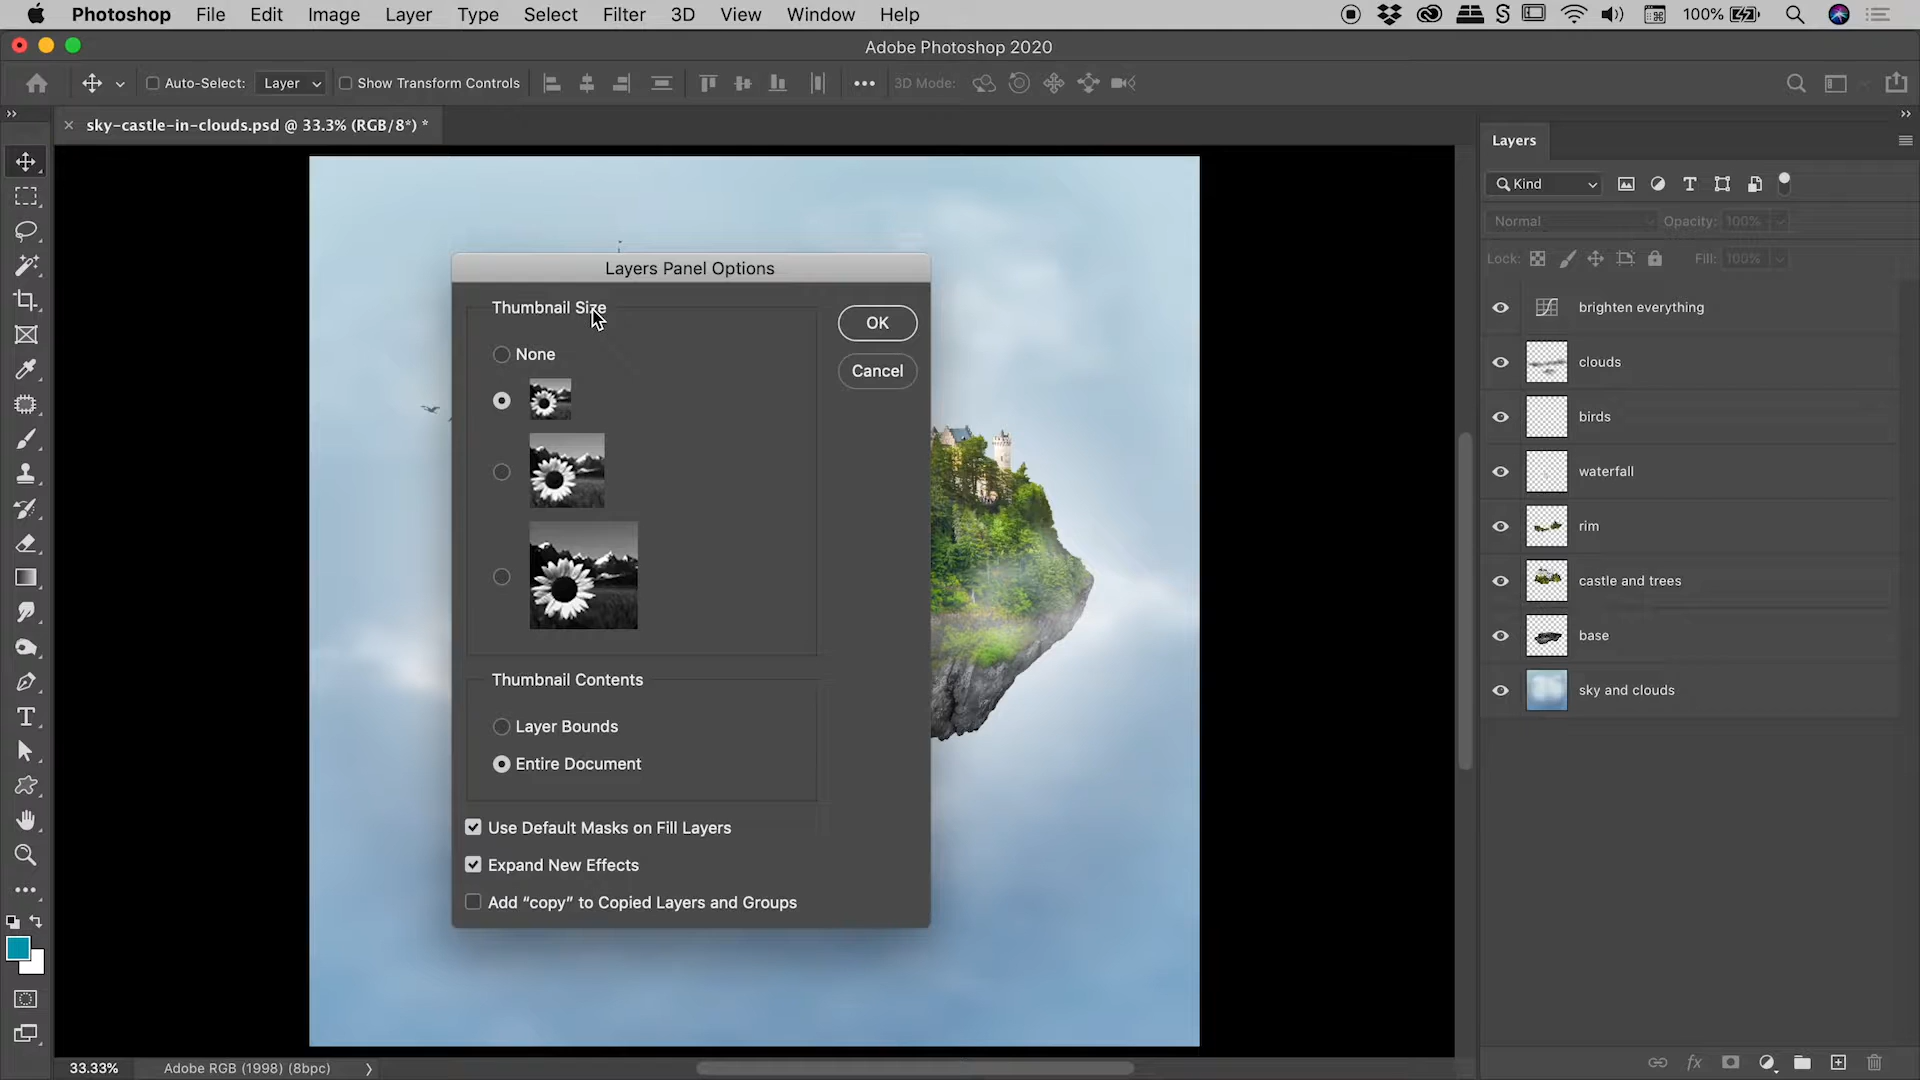 Photoshop File Edit Image Layer Type Select Filter 3D View Window Help 100%
Adobe Photoshop 2020
Auto-Select: Layer Show Transform Controls 3D Mode:
sky-castle-in-clouds.psd @ 33.3% (RGB/8*) *
Layers
Kind
Normal Opacity: 100%
Lock: Fill: 100%
brighten everything
clouds
birds
waterfall
rim
castle and trees
base
sky and clouds
Layers Panel Options
Thumbnail Size
None
OK
Cancel
Thumbnail Contents
Layer Bounds
Entire Document
Use Default Masks on Fill Layers
Expand New Effects
Add “copy” to Copied Layers and Groups
33.33% Adobe RGB (1998) (8bpc)
fx